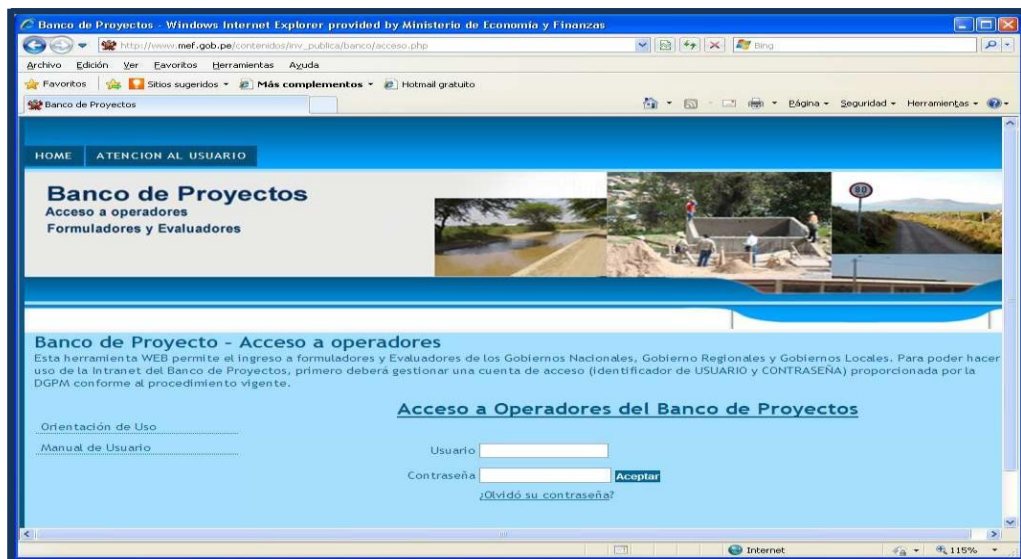 Banco de Proyectos - Windows Internet Explorer provided by Ministerio de Economia y Finanzas
http://www.mef.gob.pe/contenidos/inv_publica/banco/acceso.php
Bing
Archivo Edición Ver Favoritos Herramientas Ayuda
Favoritos Sitios sugeridos Más complementos Hotmail gratuito
Banco de Proyectos Página Seguridad Herramientas
HOME ATENCION AL USUARIO
Banco de Proyectos
Acceso a operadores
Formuladores y Evaluadores
80
Banco de Proyecto - Acceso a operadores
Esta herramienta WEB permite el ingreso a formuladores y Evaluadores de los Gobiernos Nacionales, Gobierno Regionales y Gobiernos Locales. Para poder hacer
uso de la Intranet del Banco de Proyectos, primero deberá gestionar una cuenta de acceso (identificador de USUARIO y CONTRASEÑA) proporcionada por la
DGPM conforme al procedimiento vigente.
Acceso a Operadores del Banco de Proyectos
Orientación de Uso
Manual de Usuario
Usuario
Contraseña Aceptar
¿Olvidó su contraseña?
Internet 115%